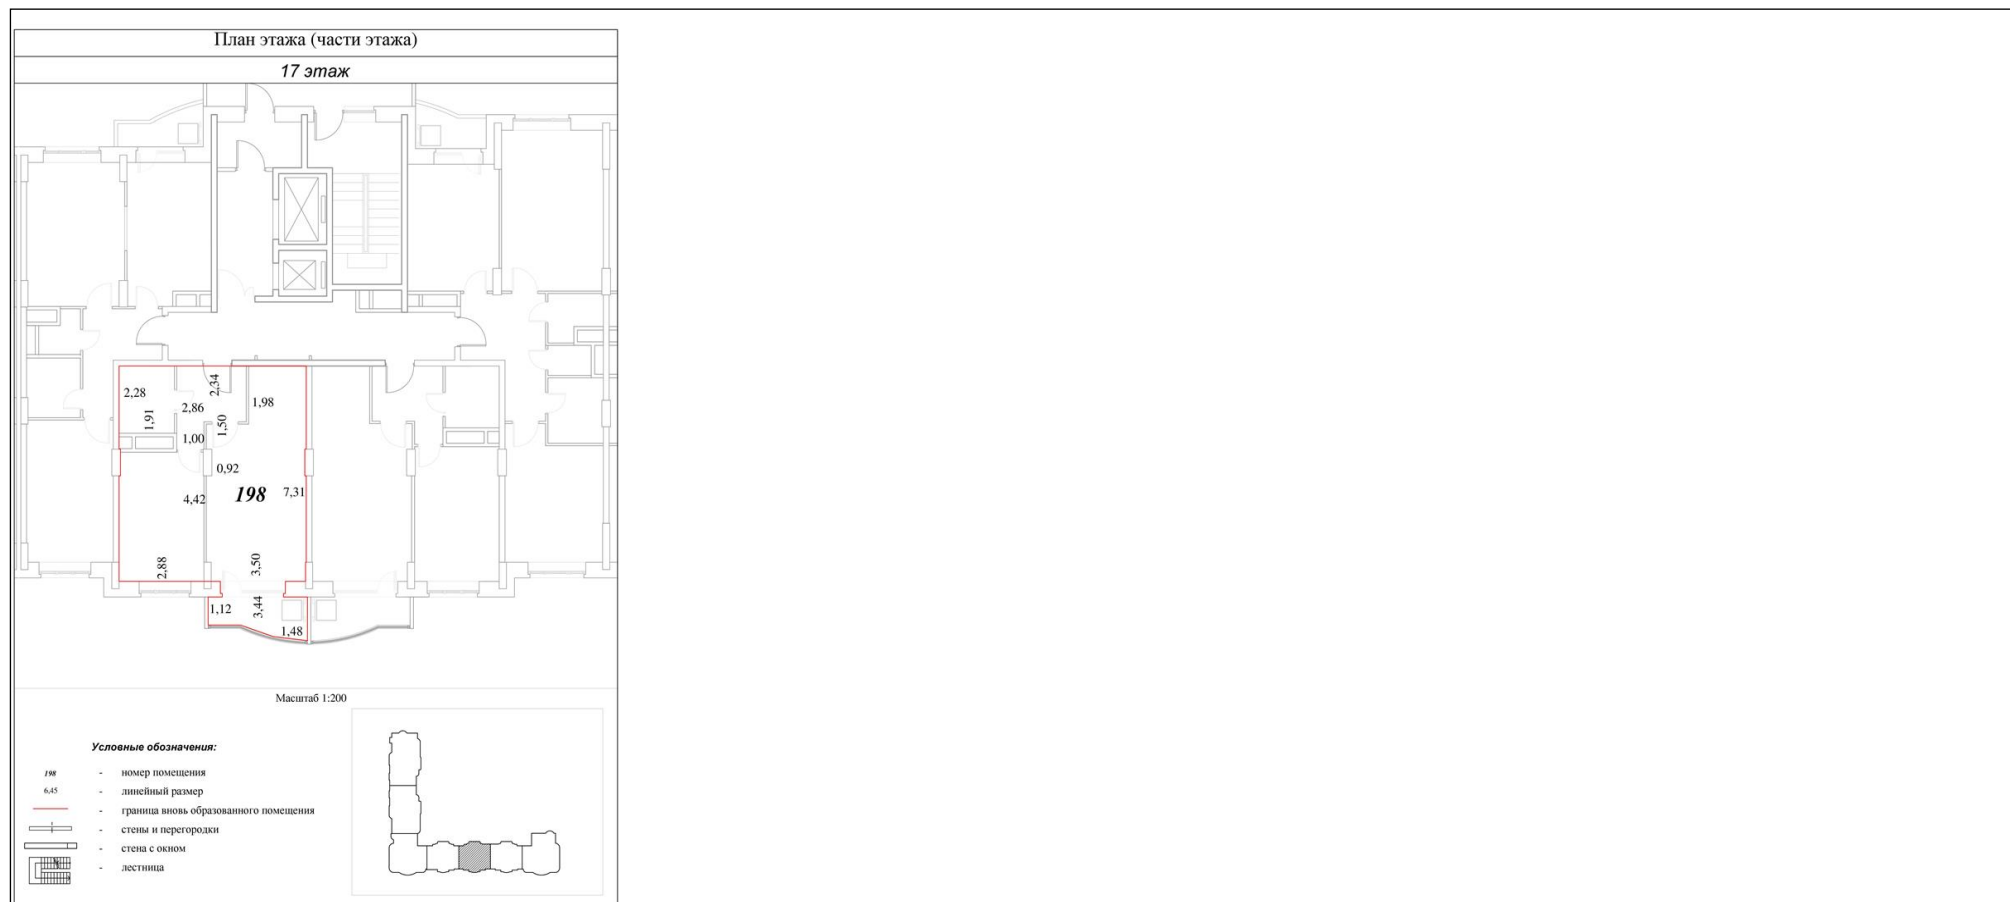 План этажа (части этажа)
17 этаж
2,28
2,34
1,98
2,86
1,91
1,50
1,00
0,92
4,42
198
7,31
2,88
3,50
1,12
3,44
1,48
Масштаб 1:200
Условные обозначения:
198 - номер помещения
6,45 - линейный размер
- граница вновь образованного помещения
- стены и перегородки
- стена с окном
- лестница